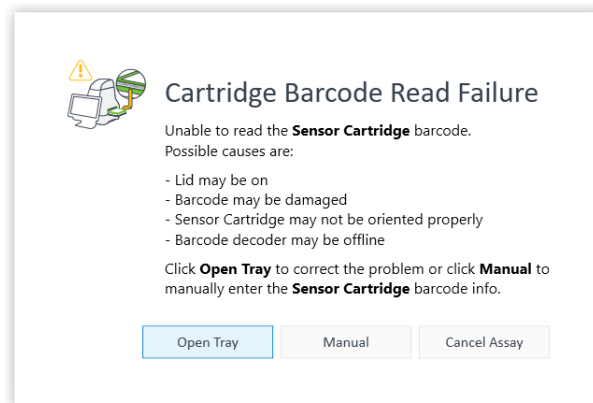 Cartridge Barcode Read Failure
Unable to read the Sensor Cartridge barcode.
Possible causes are:
- Lid may be on
- Barcode may be damaged
- Sensor Cartridge may not be oriented properly
- Barcode decoder may be offline
Click Open Tray to correct the problem or click Manual to
manually enter the Sensor Cartridge barcode info.
Open Tray
Manual
Cancel Assay